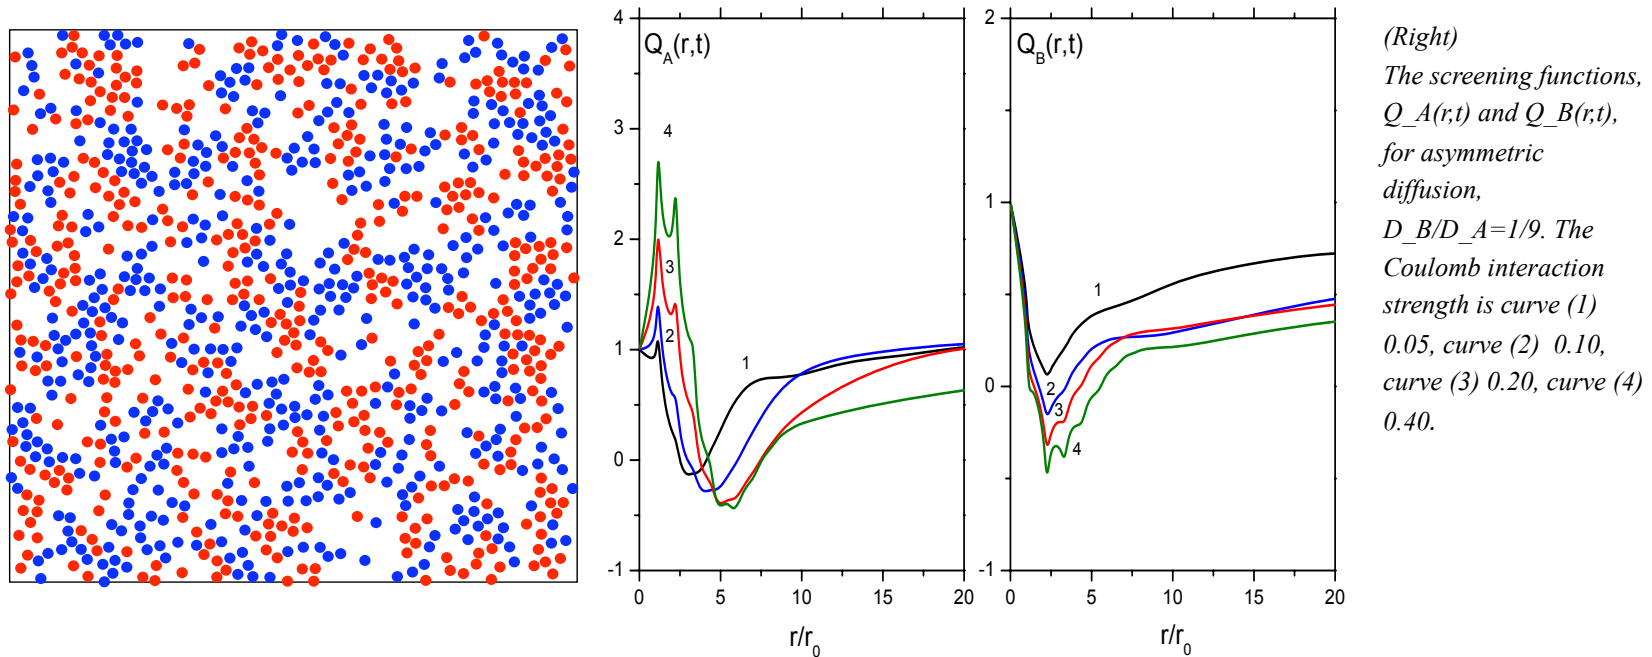 4
Q_A(r,t)
3
2
1
0
-1
4
3
2
1
0
5
10
15
20
r/r_0
2
Q_B(r,t)
1
0
-1
1
2
3
4
0
5
10
15
20
r/r_0
(Right)
The screening functions,
Q_A(r,t) and Q_B(r,t),
for asymmetric
diffusion,
D_B/D_A=1/9. The
Coulomb interaction
strength is curve (1)
0.05, curve (2) 0.10,
curve (3) 0.20, curve (4)
0.40.